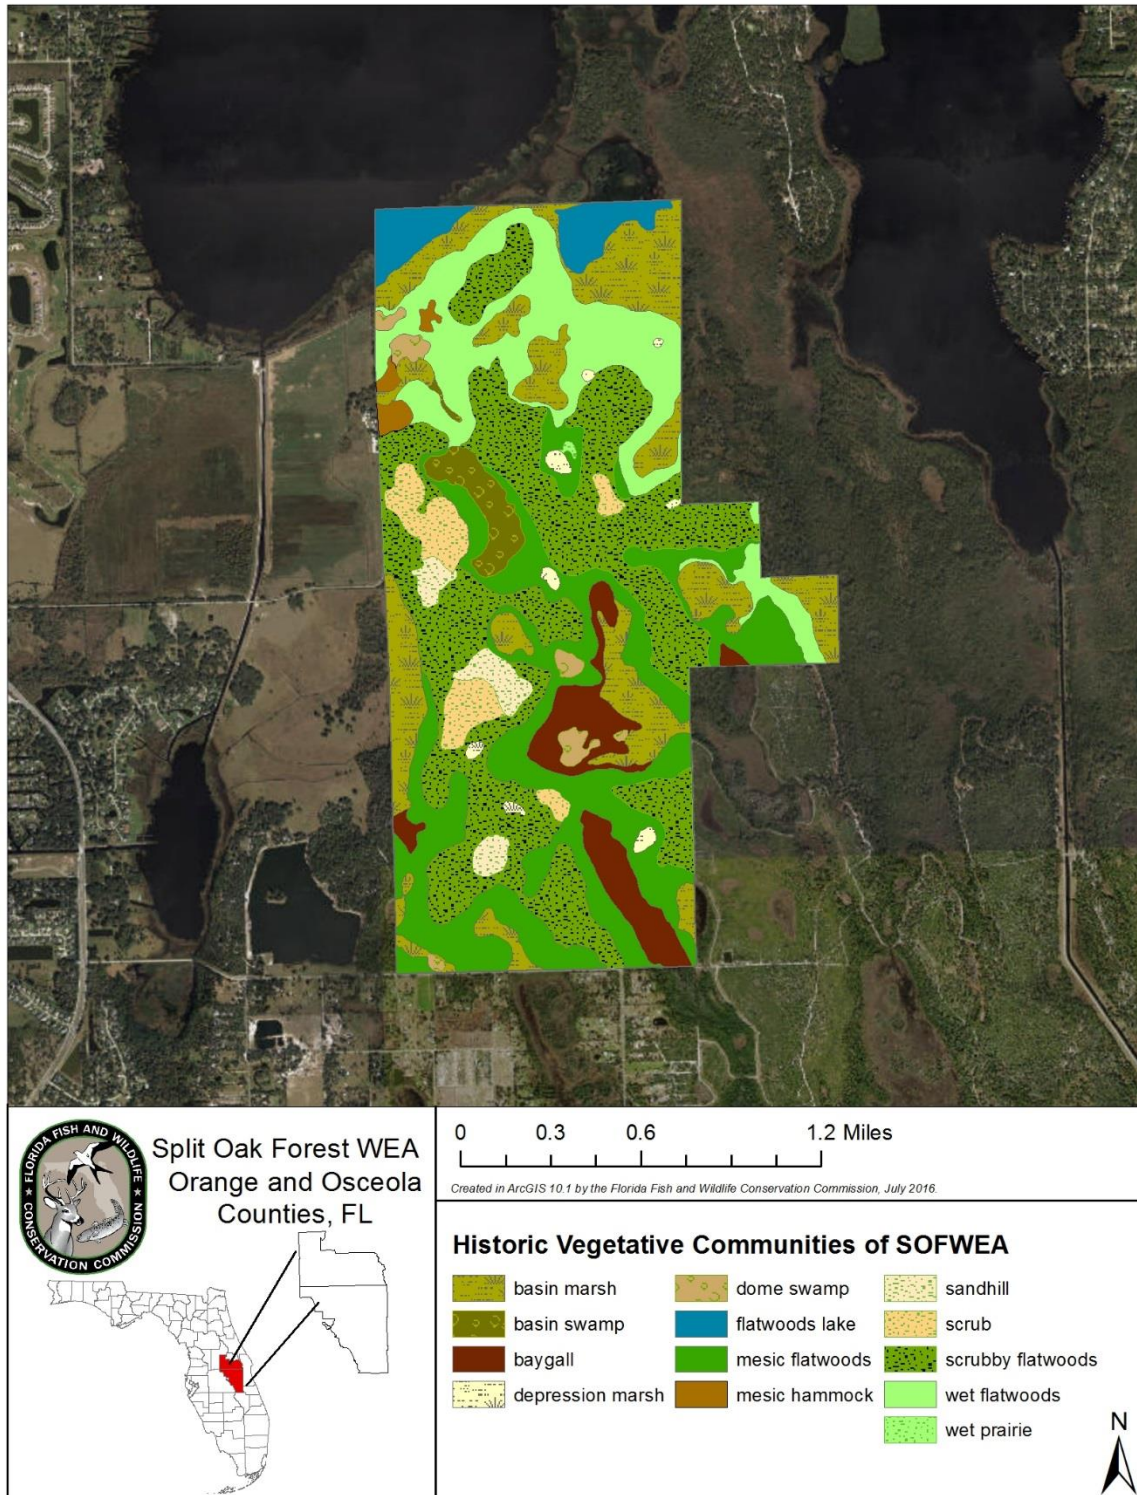 FLORIDA FISH AND WILDLIFE
CONSERVATION COMMISSION
Split Oak Forest WEA
Orange and Osceola
Counties, FL
0 0.3 0.6 1.2 Miles
Created in ArcGIS 10.1 by the Florida Fish and Wildlife Conservation Commission, July 2016.
Historic Vegetative Communities of SOFWEA
basin marsh
basin swamp
baygall
depression marsh
dome swamp
flatwoods lake
mesic flatwoods
mesic hammock
sandhill
scrub
scrubby flatwoods
wet flatwoods
wet prairie
N